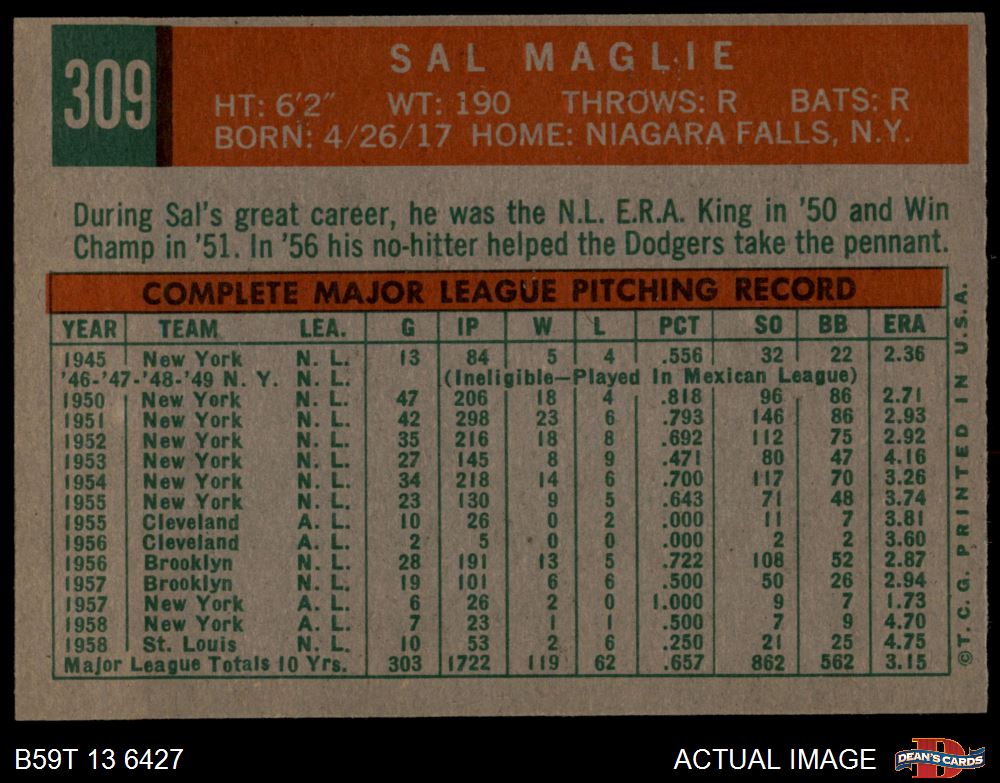 309
SAL MAGLIE
HT: 6'2" WT: 190 THROWS: R BATS: R
BORN: 4/26/17 HOME: NIAGARA FALLS, N.Y.
During Sal's great career, he was the N.L. E.R.A. King in '50 and Win
Champ in '51. In '56 his no-hitter helped the Dodgers take the pennant.
COMPLETE MAJOR LEAGUE PITCHING RECORD
YEAR TEAM LEA. G IP W L PCT SO BB ERA
1945 New York N. L. 13 84 5 4 .556 32 22 2.36
'46-'47-'48-'49 N. Y. N. L. (Ineligible—Played In Mexican League)
1950 New York N. L. 47 206 18 4 .818 96 86 2.71
1951 New York N. L. 42 298 23 6 .793 146 86 2.93
1952 New York N. L. 35 216 18 8 .692 112 75 2.92
1953 New York N. L. 27 145 8 9 .471 80 47 4.16
1954 New York N. L. 34 218 14 6 .700 117 70 3.26
1955 New York N. L. 23 130 9 5 .643 71 48 3.74
1955 Cleveland A. L. 10 26 0 2 .000 11 7 3.81
1956 Cleveland A. L. 2 5 0 0 .000 2 2 3.60
1956 Brooklyn N. L. 28 191 13 5 .722 108 52 2.87
1957 Brooklyn N. L. 19 101 6 6 .500 50 26 2.94
1957 New York A. L. 6 26 2 0 1.000 9 7 1.73
1958 New York A. L. 7 23 1 1 .500 7 9 4.70
1958 St. Louis N. L. 10 53 2 6 .250 21 25 4.75
Major League Totals 10 Yrs. 303 1722 119 62 .657 862 562 3.15
©T.C.G. PRINTED IN U.S.A.
B59T 13 6427
ACTUAL IMAGE
D
DEAN'S CARDS